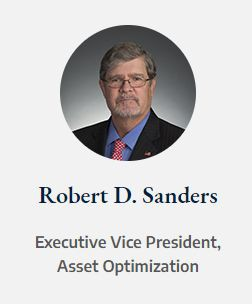 Robert D. Sanders
Executive Vice President,
Asset Optimization